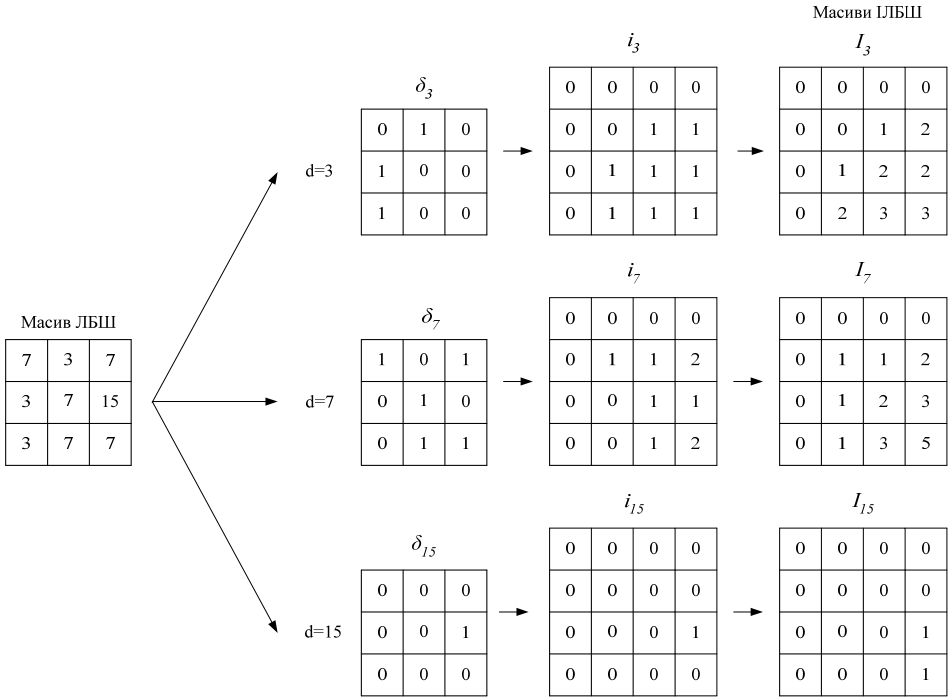 Масиви ІЛБШ
i3
I3
δ3
0 0 0 0
0 0 0 0
0 1 0
0 0 1 1
0 0 1 2
d=3
1 0 0
0 1 1 1
0 1 2 2
1 0 0
0 1 1 1
0 2 3 3
i7
I7
Масив ЛБШ
δ7
0 0 0 0
0 0 0 0
7 3 7
1 0 1
0 1 1 2
0 1 1 2
3 7 15
d=7
0 1 0
0 0 1 1
0 1 2 3
3 7 7
0 1 1
0 0 1 2
0 1 3 5
i15
I15
δ15
0 0 0 0
0 0 0 0
0 0 0
0 0 0 0
0 0 0 0
d=15
0 0 1
0 0 0 1
0 0 0 1
0 0 0
0 0 0 0
0 0 0 1